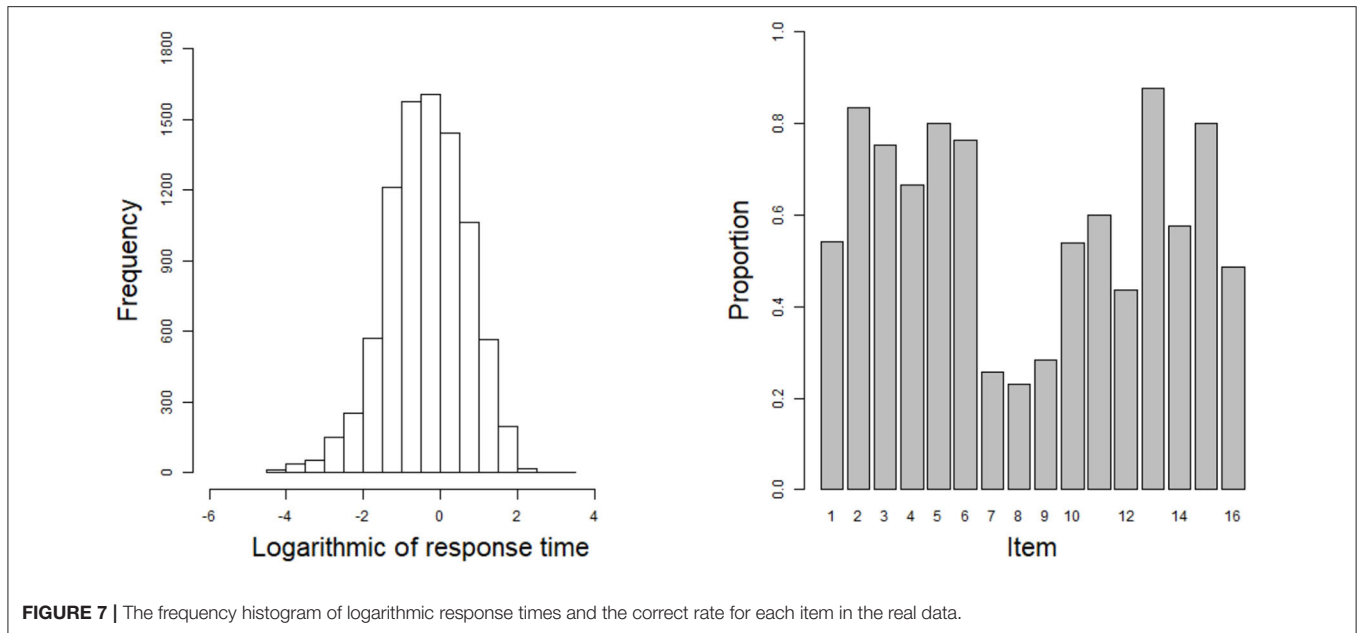 1800
1500
1200
900
600
300
0
Frequency
-6 -4 -2 0 2 4
Logarithmic of response time
1.0
0.8
0.6
0.4
0.2
0.0
Proportion
1 2 3 4 5 6 7 8 9 10 12 14 16
Item
FIGURE 7 | The frequency histogram of logarithmic response times and the correct rate for each item in the real data.